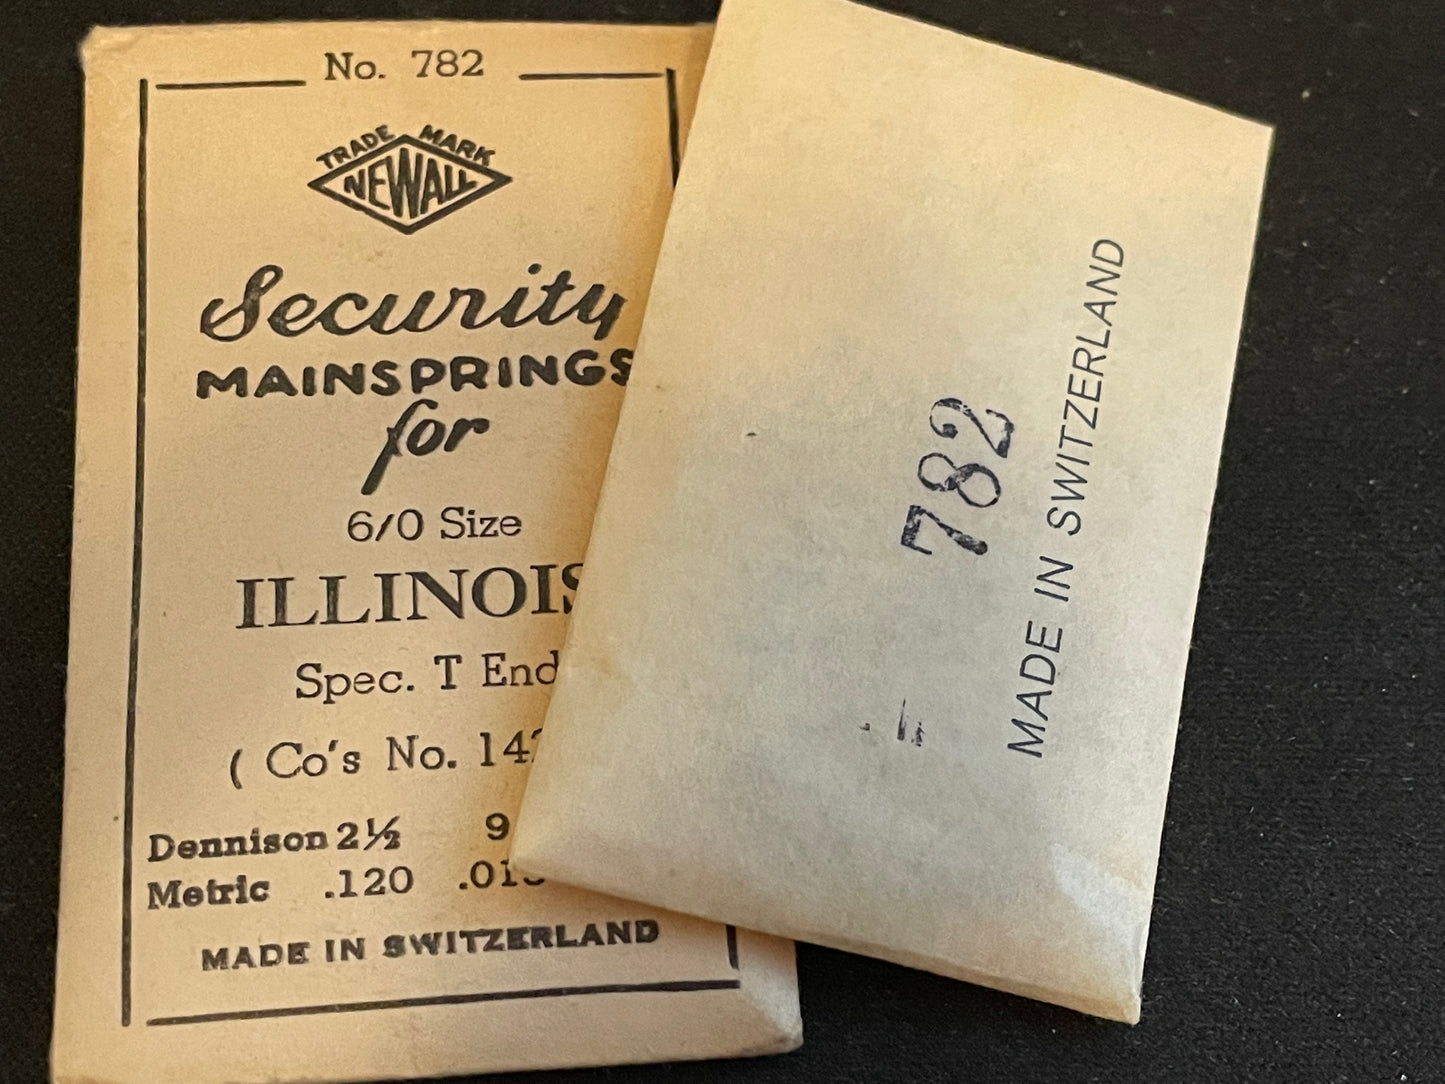 No. 782
TRADE MARK
NEWALL
Security
MAINSPRINGS
for
6/0 Size
ILLINOIS
Spec. T End
( Co's No.
Dennison 2½ 9
Metric .120
MADE IN SWITZERLAND
782
MADE IN SWITZERLAND